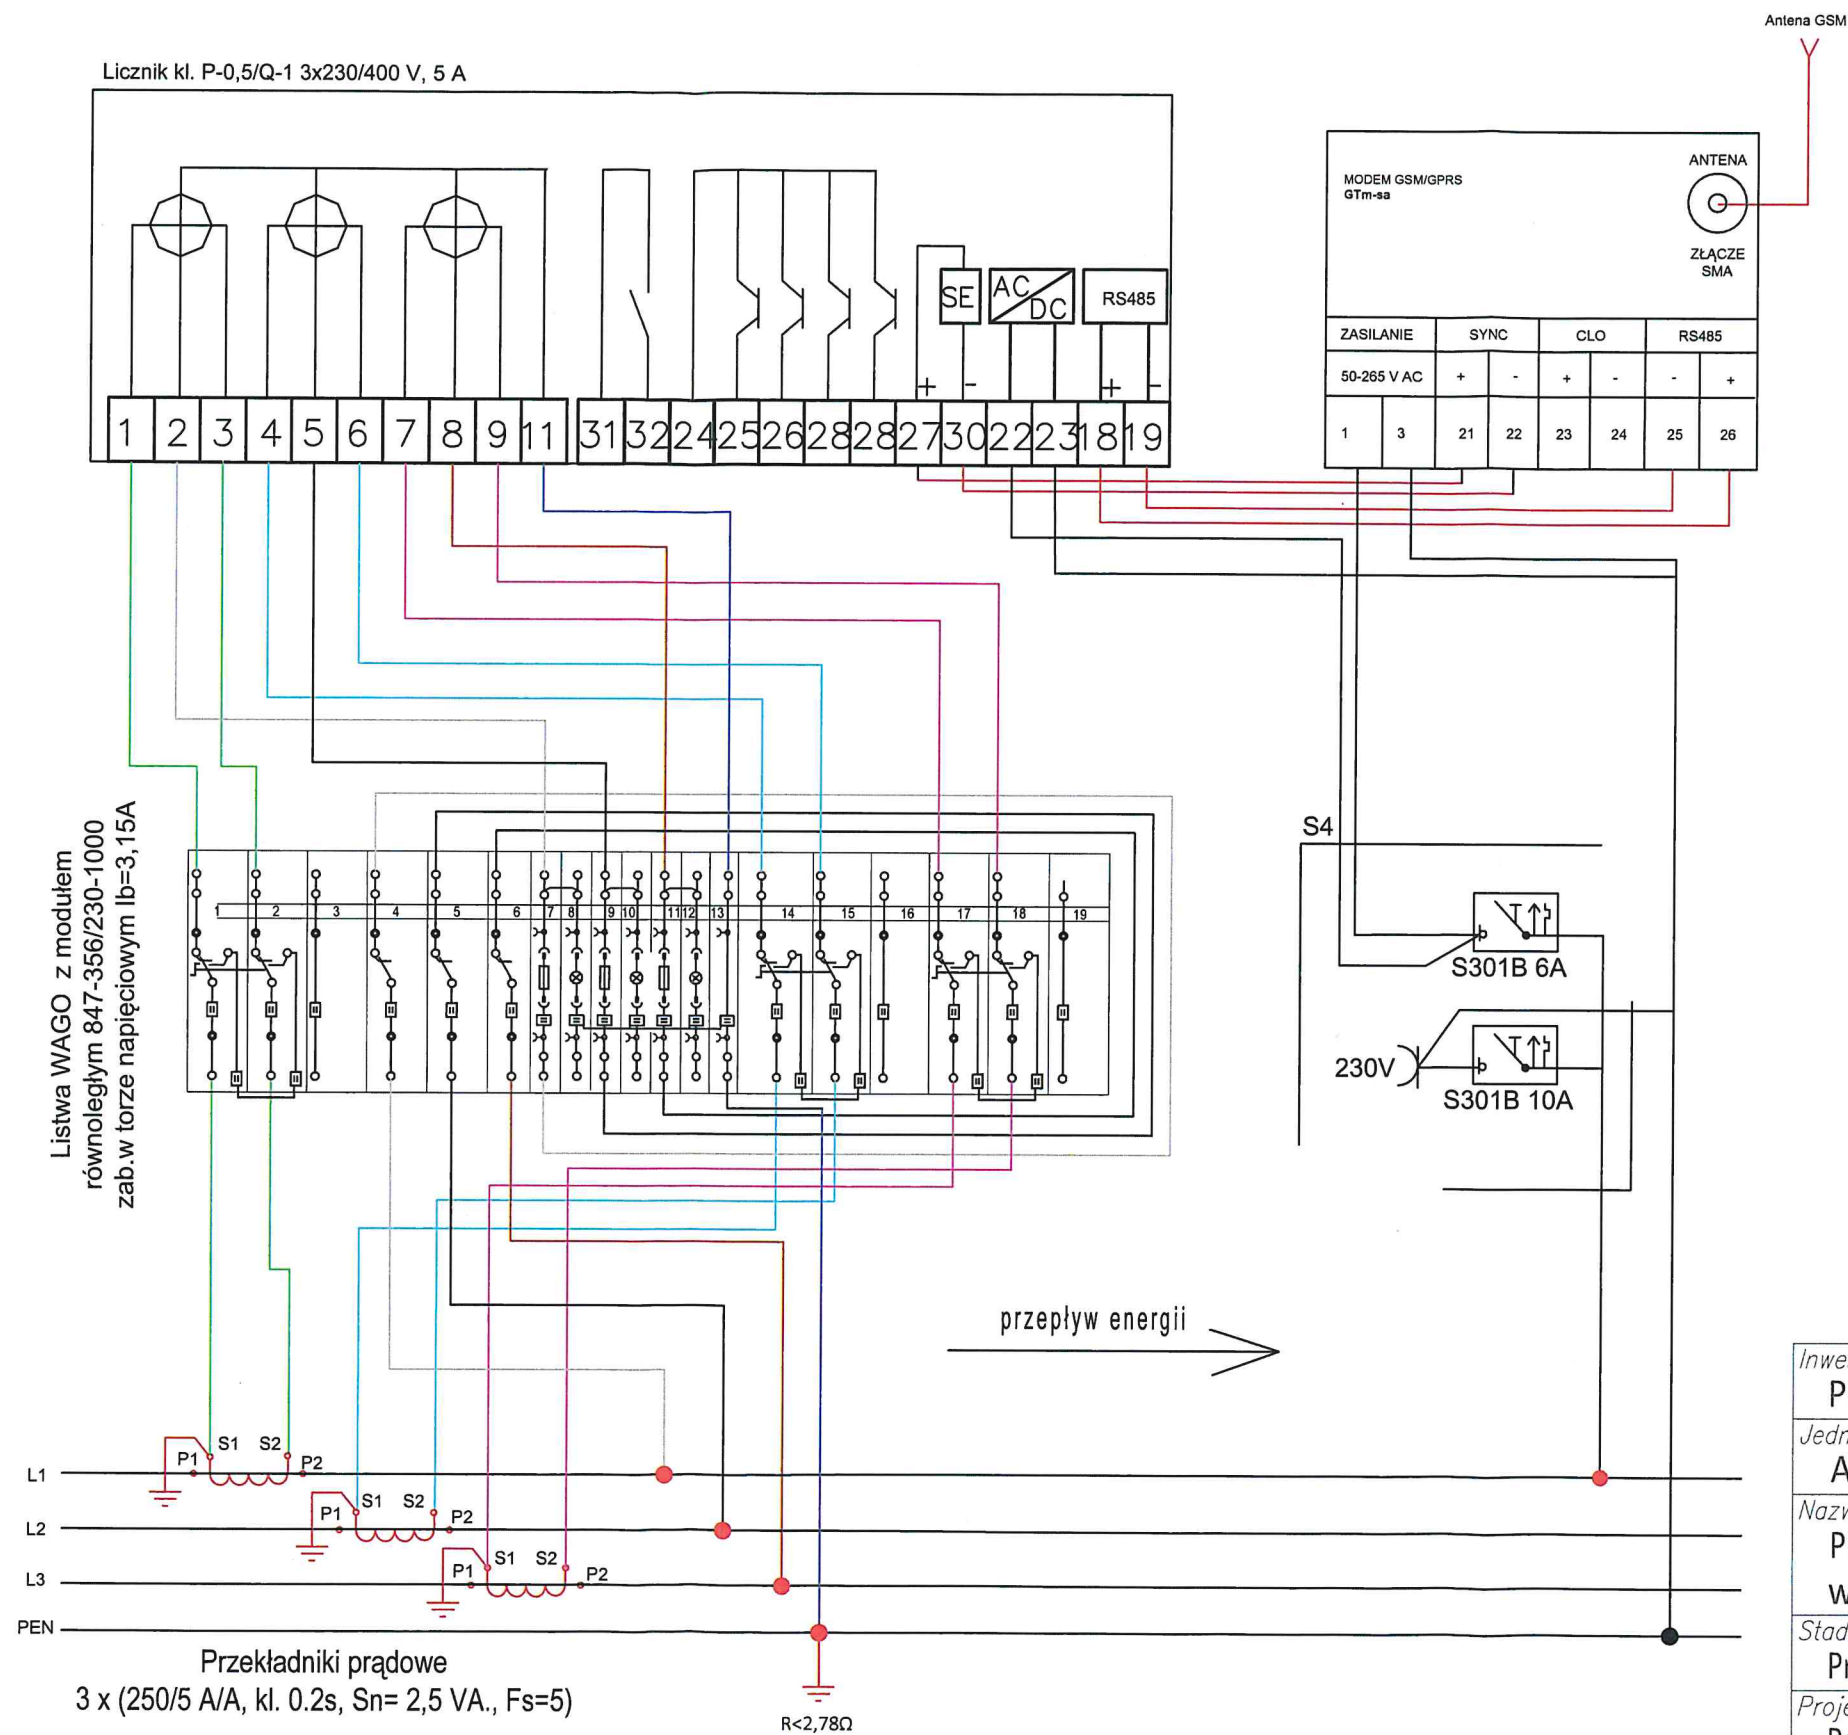 Antena GSM
Licznik kl. P-0,5/Q-1 3x230/400 V, 5 A
ANTENA
MODEM GSM/GPRS
GTm-sa
ZŁĄCZE
SMA
SE
AC
DC
RS485
ZASILANIE SYNC CLO RS485
50-265 V AC + - + - - +
1 3 21 22 23 24 25 26
+ - + -
1 2 3 4 5 6 7 8 9 11 31 32 24 25 26 28 28 27 30 22 23 18 19
Listwa WAGO z modułem
równoległym 847-356/230-1000
zab.w torze napięciowym Ib=3,15A
1 2 3 4 5 6 7 8 9 10 11 12 13 14 15 16 17 18 19
S4
S301B 6A
230V
S301B 10A
przepływ energii
S1 S2
P1 P2
L1
S1 S2
P1 P2
L2
S1 S2
P1 P2
L3
PEN
Przekładniki prądowe
3 x (250/5 A/A, kl. 0.2s, Sn= 2,5 VA., Fs=5)
R<2,78Ω
Inwe
P
Jedn
A
Nazw
P
w
Stad
Pr
Proje